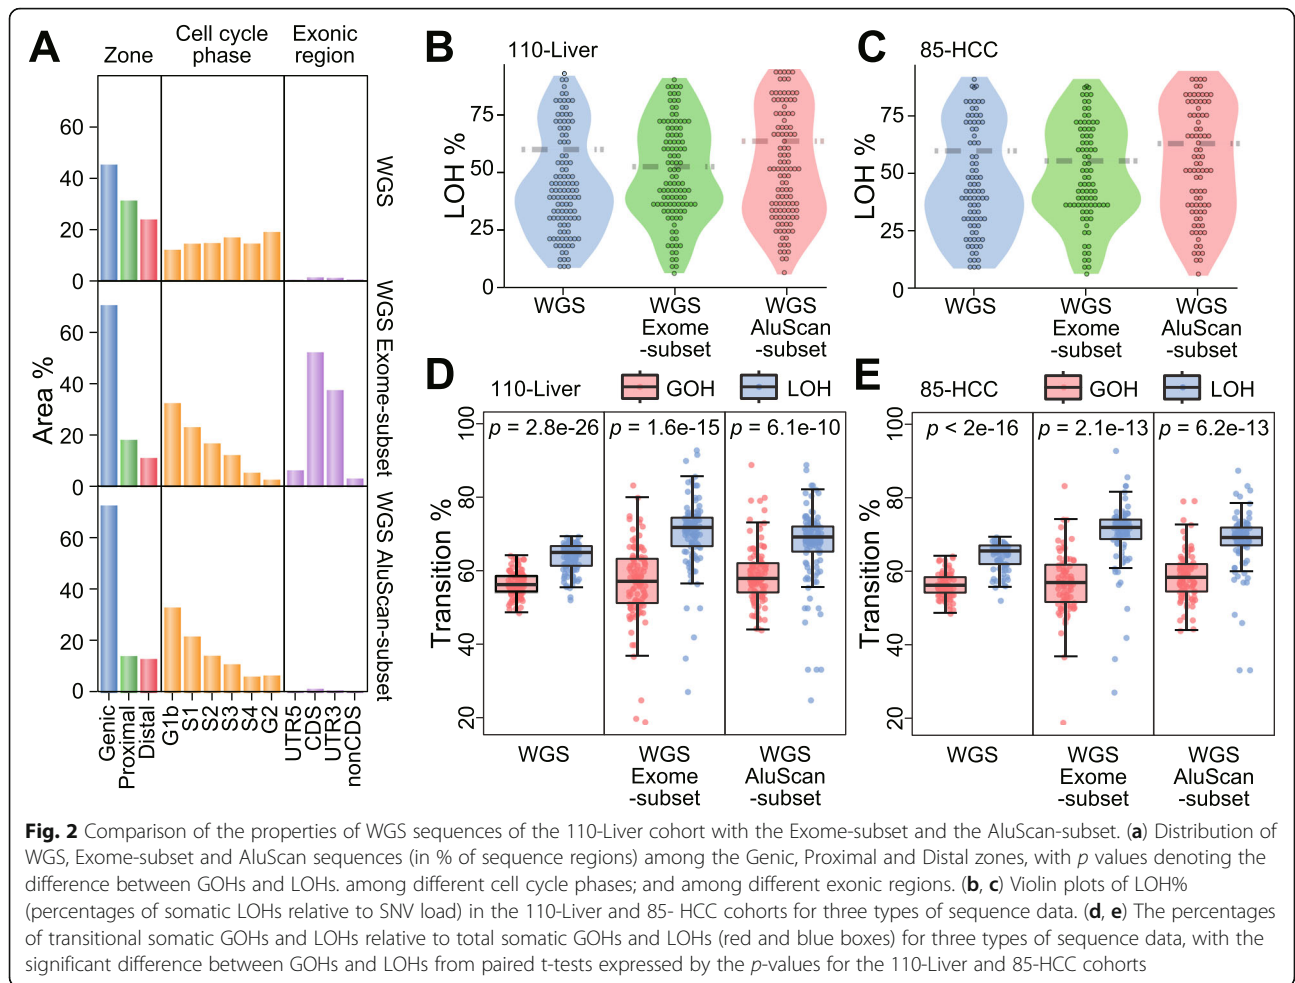 A
Zone
Cell cycle
phase
Exonic
region
Area %
60
40
20
0
WGS
60
40
20
0
WGS Exome-subset
60
40
20
0
WGS AluScan-subset
Genic
Proximal
Distal
G1b
S1
S2
S3
S4
G2
UTR5
CDS
UTR3
nonCDS
B
110-Liver
LOH %
75
50
25
0
WGS
WGS
Exome
-subset
WGS
AluScan
-subset
C
85-HCC
LOH %
75
50
25
0
WGS
WGS
Exome
-subset
WGS
AluScan
-subset
D
110-Liver
GOH
LOH
Transition %
100
80
60
40
20
p = 2.8e-26
p = 1.6e-15
p = 6.1e-10
WGS
WGS
Exome
-subset
WGS
AluScan
-subset
E
85-HCC
GOH
LOH
Transition %
100
80
60
40
20
p < 2e-16
p = 2.1e-13
p = 6.2e-13
WGS
WGS
Exome
-subset
WGS
AluScan
-subset
Fig. 2 Comparison of the properties of WGS sequences of the 110-Liver cohort with the Exome-subset and the AluScan-subset. (a) Distribution of
WGS, Exome-subset and AluScan sequences (in % of sequence regions) among the Genic, Proximal and Distal zones, with p values denoting the
difference between GOHs and LOHs. among different cell cycle phases; and among different exonic regions. (b, c) Violin plots of LOH%
(percentages of somatic LOHs relative to SNV load) in the 110-Liver and 85- HCC cohorts for three types of sequence data. (d, e) The percentages
of transitional somatic GOHs and LOHs relative to total somatic GOHs and LOHs (red and blue boxes) for three types of sequence data, with the
significant difference between GOHs and LOHs from paired t-tests expressed by the p-values for the 110-Liver and 85-HCC cohorts